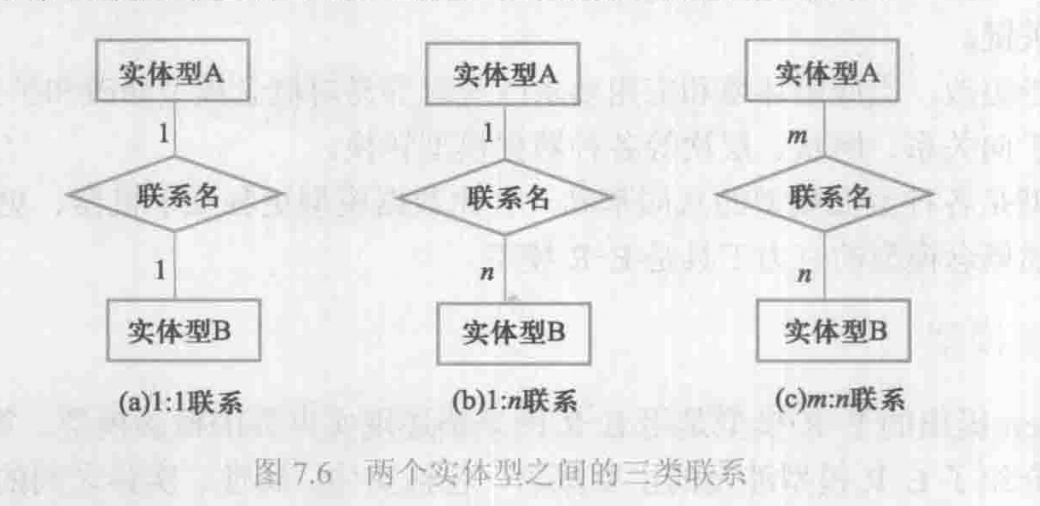 实体型A 实体型A 实体型A
1 1 m
联系名 联系名 联系名
1 n n
实体型B 实体型B 实体型B
(a)1:1联系 (b)1:n联系 (c)m:n联系
图 7.6 两个实体型之间的三类联系